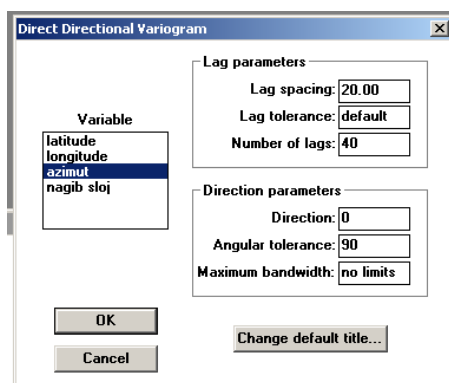 Direct Directional Variogram
Variable
latitude
longitude
azimut
nagib sloj
Lag parameters
Lag spacing: 20.00
Lag tolerance: default
Number of lags: 40
Direction parameters
Direction: 0
Angular tolerance: 90
Maximum bandwidth: no limits
OK
Cancel
Change default title...